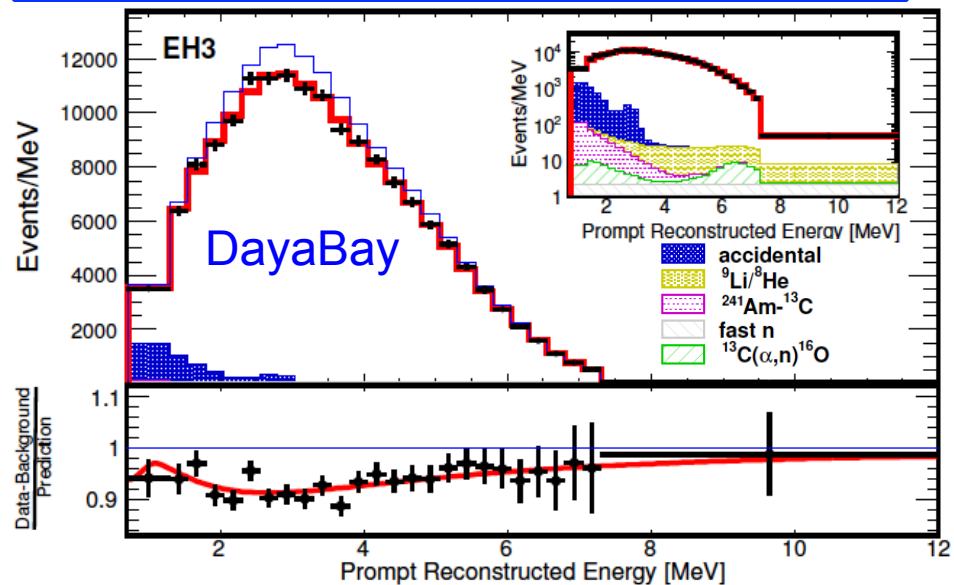 EH3
DayaBay
Events/MeV
12000
10000
8000
6000
4000
2000
Events/MeV
10⁴
10³
10²
10
1
2 4 6 8 10 12
Prompt Reconstructed Energy [MeV]
accidental
⁹Li/⁸He
²⁴¹Am-¹³C
fast n
¹³C(α,n)¹⁶O
Data-Background
Prediction
1.1
1
0.9
2 4 6 8 10 12
Prompt Reconstructed Energy [MeV]